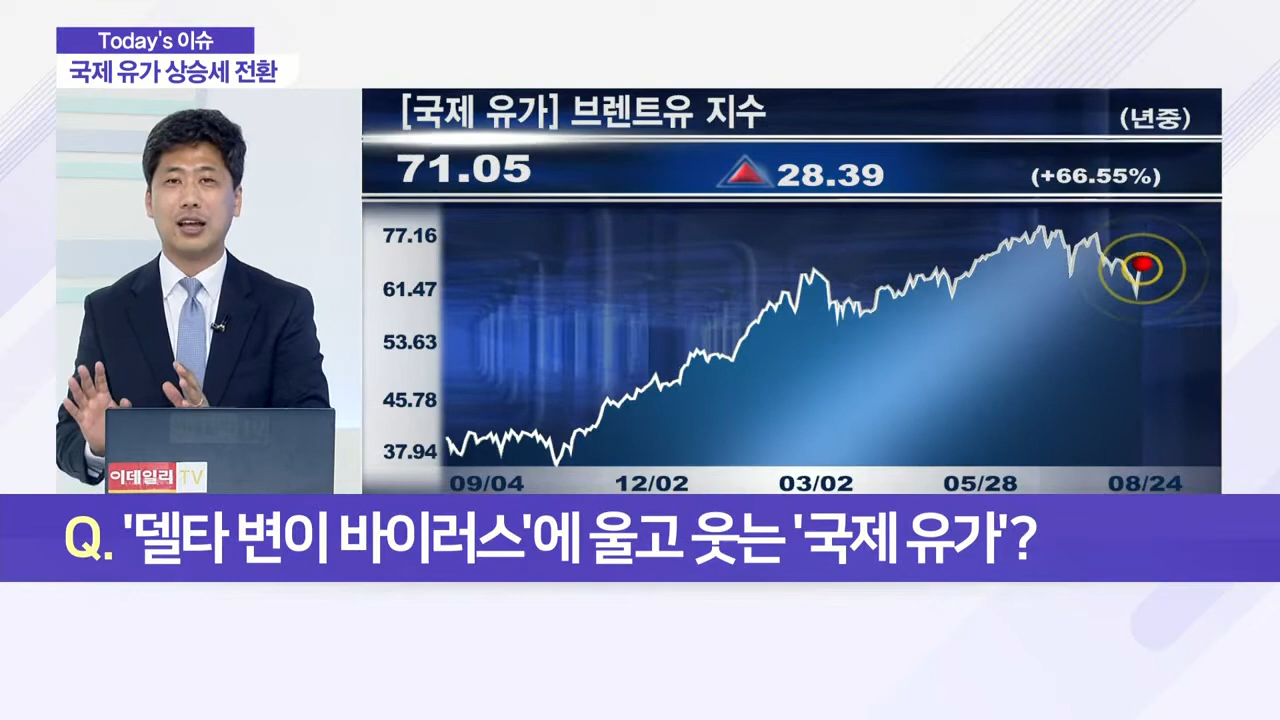 Today's 이슈
국제 유가 상승세 전환
[국제 유가] 브렌트유 지수
(년중)
71.05
28.39
(+66.55%)
77.16
61.47
53.63
45.78
37.94
09/04
12/02
03/02
05/28
08/24
이데일리 TV
Q. '델타 변이 바이러스'에 울고 웃는 '국제 유가'?